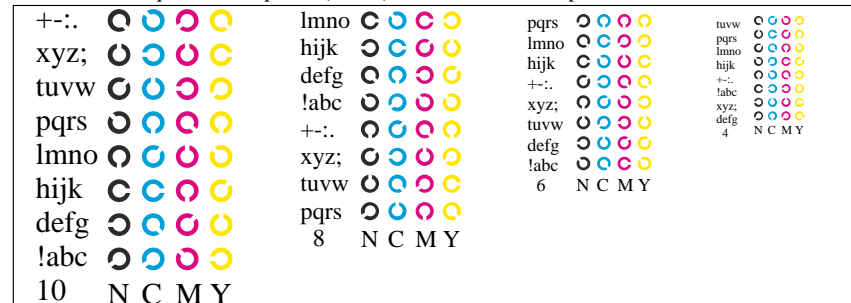 +-:.
xyz;
tuvw
pqrs
lmno
hijk
defg
!abc
10 N C M Y
lmno
hijk
defg
!abc
+-:.
xyz;
tuvw
pqrs
8 N C M Y
pqrs
lmno
hijk
+-:.
xyz;
tuvw
defg
!abc
6 N C M Y
tuvw
pqrs
lmno
hijk
+-:.
!abc
xyz;
defg
4 N C M Y